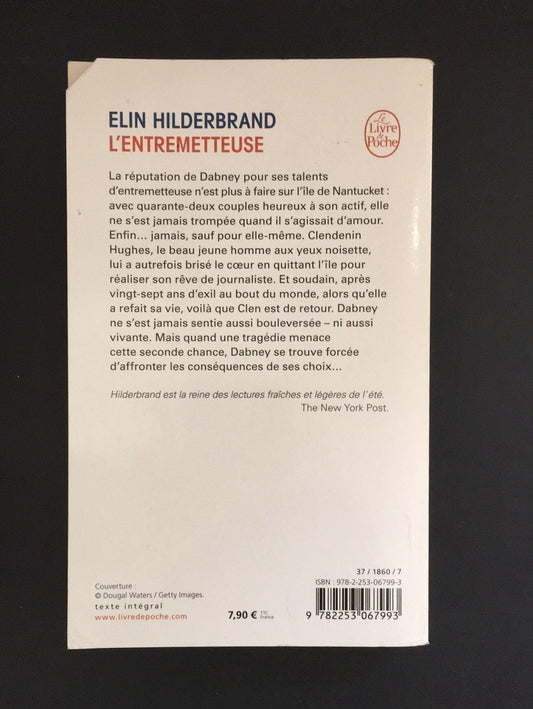 ELIN HILDERBRAND
L'ENTREMETTEUSE
Le
Livre
de
Poche
La réputation de Dabney pour ses talents
d'entremetteuse n'est plus à faire sur l'île de Nantucket :
avec quarante-deux couples heureux à son actif, elle
ne s'est jamais trompée quand il s'agissait d'amour.
Enfin... jamais, sauf pour elle-même. Clendenin
Hughes, le beau jeune homme aux yeux noisette,
lui a autrefois brisé le cœur en quittant l'île pour
réaliser son rêve de journaliste. Et soudain, après
vingt-sept ans d'exil au bout du monde, alors qu'elle
a refait sa vie, voilà que Clen est de retour. Dabney
ne s'est jamais sentie aussi bouleversée – ni aussi
vivante. Mais quand une tragédie menace
cette seconde chance, Dabney se trouve forcée
d'affronter les conséquences de ses choix...
Hilderbrand est la reine des lectures fraîches et légères de l'été.
The New York Post.
37 / 1860 / 7
ISBN : 978-2-253-06799-3
Couverture :
© Dougal Waters / Getty Images.
texte intégral
www.livredepoche.com
7,90 €
TTC
France
9 782253 067993